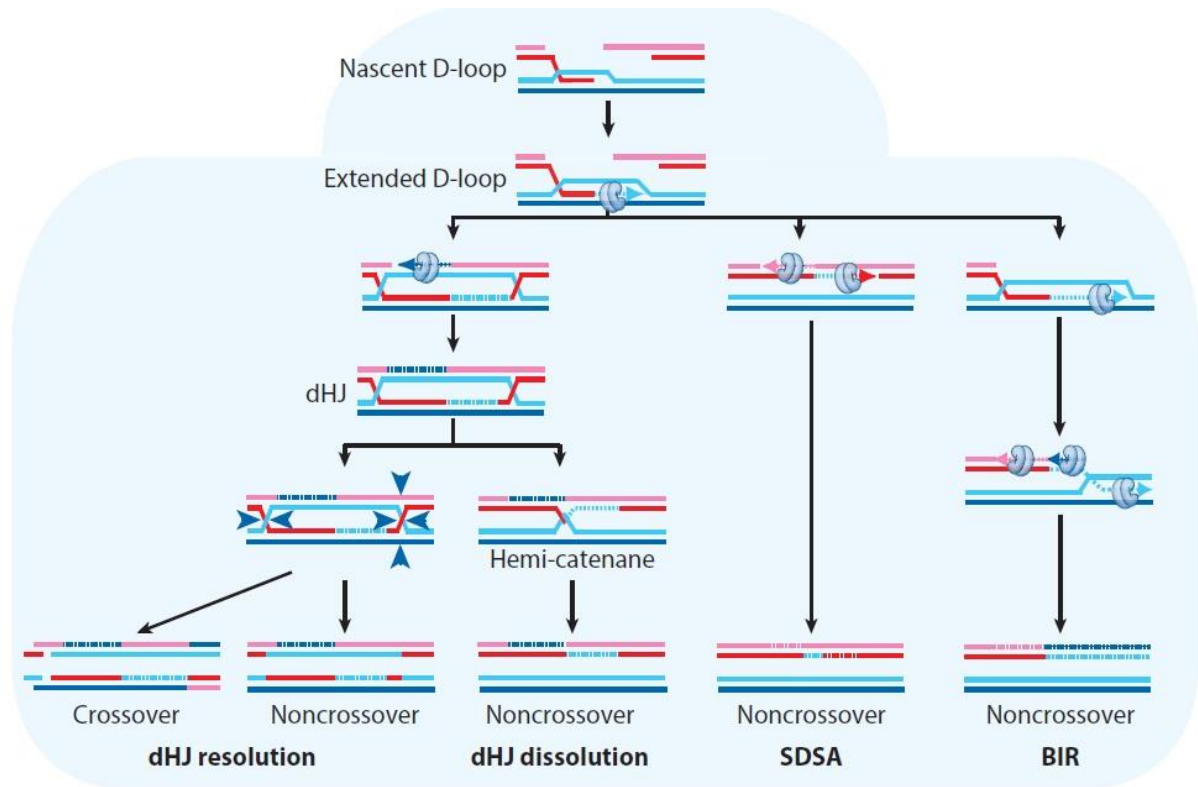 Nascent D-loop
Extended D-loop
dHJ
Hemi-catenane
Crossover Noncrossover Noncrossover Noncrossover Noncrossover
dHJ resolution dHJ dissolution SDSA BIR